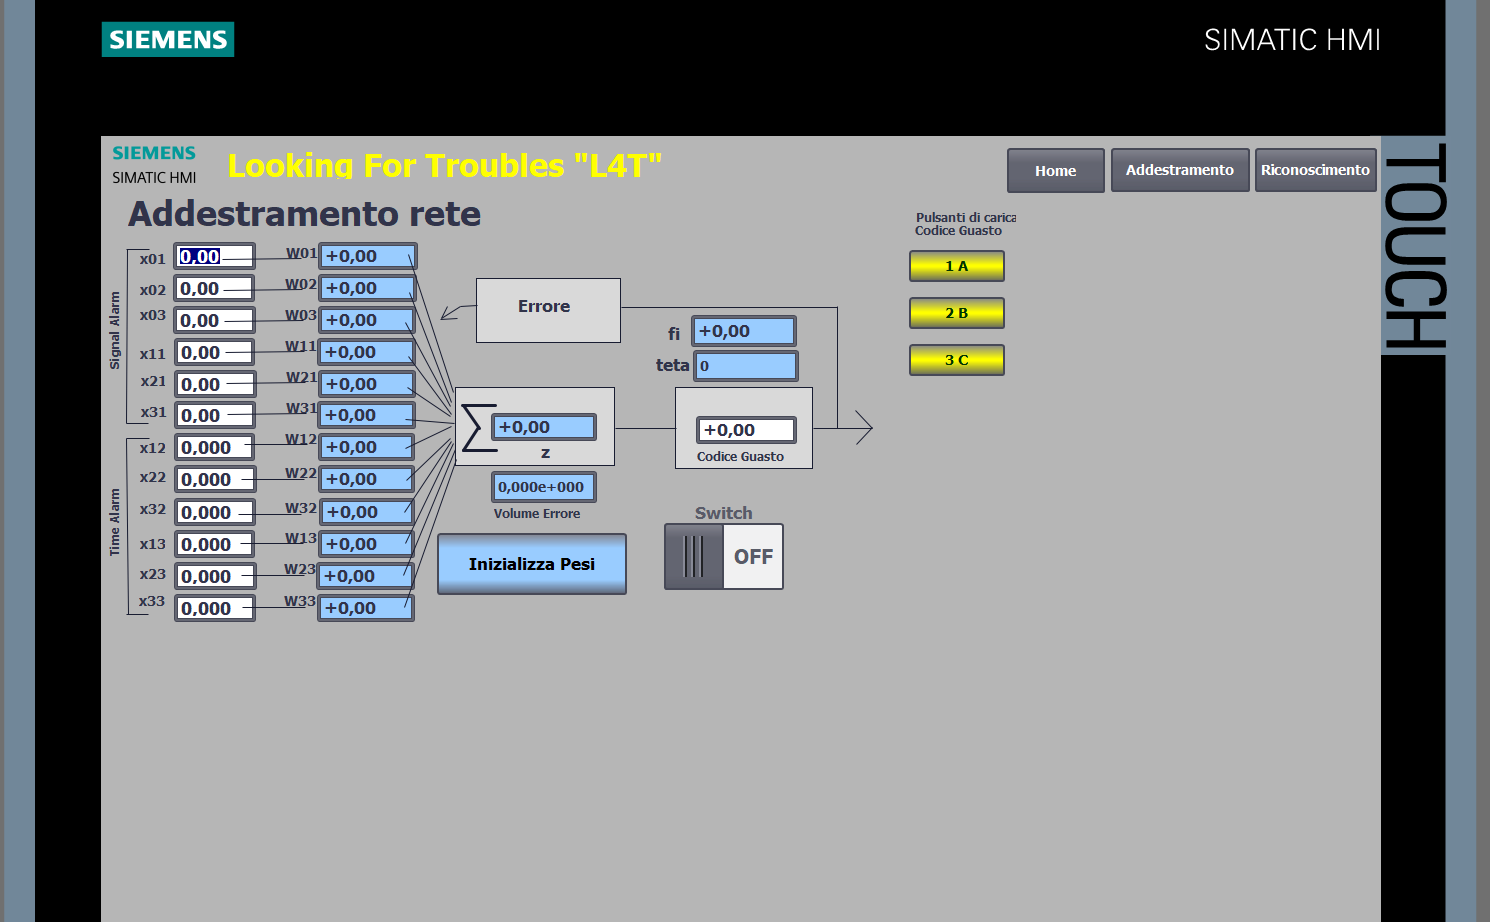 SIEMENS
SIMATIC HMI
TOUCH
SIEMENS
SIMATIC HMI
Looking For Troubles "L4T"
Home
Addestramento
Riconoscimento
Addestramento rete
Pulsanti di carica
Codice Guasto
1 A
2 B
3 C
Signal Alarm
x01 0,00 W01 +0,00
x02 0,00 W02 +0,00
x03 0,00 W03 +0,00
x11 0,00 W11 +0,00
x21 0,00 W21 +0,00
x31 0,00 W31 +0,00
Time Alarm
x12 0,000 W12 +0,00
x22 0,000 W22 +0,00
x32 0,000 W32 +0,00
x13 0,000 W13 +0,00
x23 0,000 W23 +0,00
x33 0,000 W33 +0,00
Errore
fi +0,00
teta 0
Σ +0,00
z
+0,00
Codice Guasto
0,000e+000
Volume Errore
Inizializza Pesi
Switch
OFF